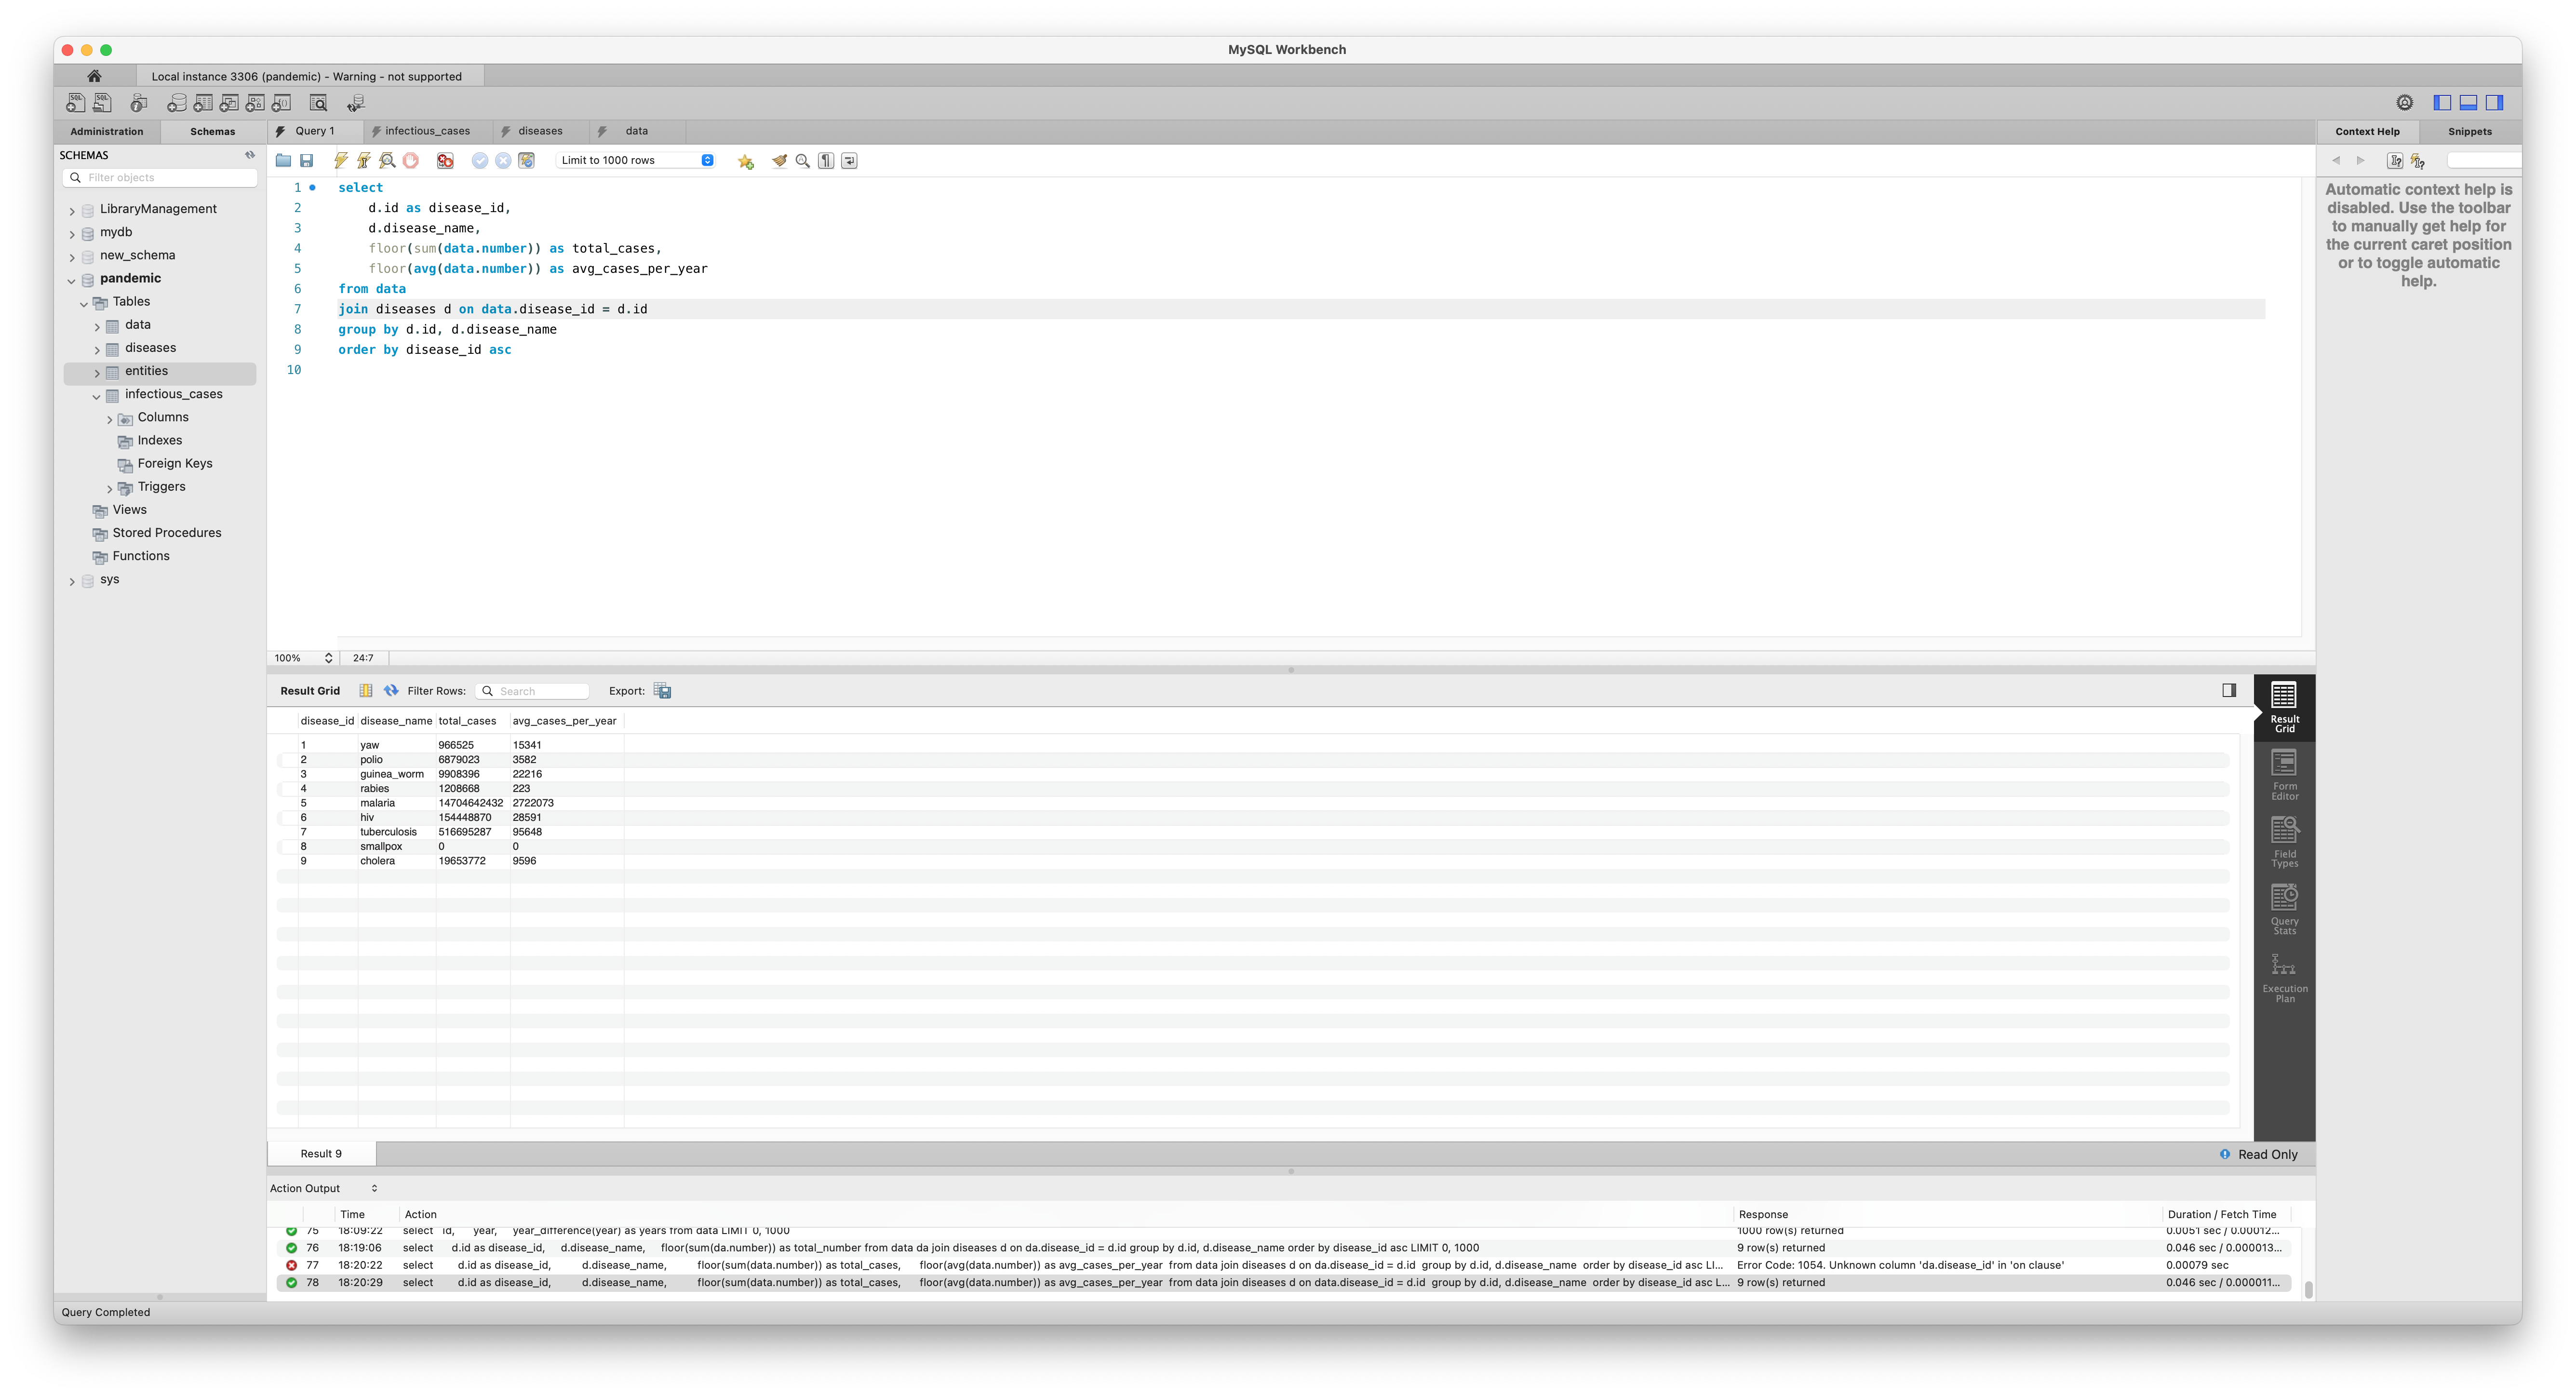 MySQL Workbench
Local instance 3306 (pandemic) - Warning - not supported
Administration
Schemas
Query 1
infectious_cases
diseases
data
Context Help
Snippets
SCHEMAS
Filter objects
LibraryManagement
mydb
new_schema
pandemic
Tables
data
diseases
entities
infectious_cases
Columns
Indexes
Foreign Keys
Triggers
Views
Stored Procedures
Functions
sys
Limit to 1000 rows
1 select
2 d.id as disease_id,
3 d.disease_name,
4 floor(sum(data.number)) as total_cases,
5 floor(avg(data.number)) as avg_cases_per_year
6 from data
7 join diseases d on data.disease_id = d.id
8 group by d.id, d.disease_name
9 order by disease_id asc
10
Automatic context help is
disabled. Use the toolbar
to manually get help for
the current caret position
or to toggle automatic
help.
100% 24:7
Result Grid Filter Rows: Search Export:
disease_id disease_name total_cases avg_cases_per_year
1 yaw 966525 15341
2 polio 6879023 3582
3 guinea_worm 9908396 22216
4 rabies 1208668 223
5 malaria 14704642432 2722073
6 hiv 154448870 28591
7 tuberculosis 516695287 95648
8 smallpox 0 0
9 cholera 19653772 9596
Result
Grid
Form
Editor
Field
Types
Query
Stats
Execution
Plan
Result 9
Read Only
Action Output
Time Action Response Duration / Fetch Time
75 18:09:22 select id, year, year_difference(year) as years from data LIMIT 0, 1000 1000 row(s) returned 0.0051 sec / 0.00012...
76 18:19:06 select d.id as disease_id, d.disease_name, floor(sum(da.number)) as total_number from data da join diseases d on da.disease_id = d.id group by d.id, d.disease_name order by disease_id asc LIMIT 0, 1000 9 row(s) returned 0.046 sec / 0.000013...
77 18:20:22 select d.id as disease_id, d.disease_name, floor(sum(data.number)) as total_cases, floor(avg(data.number)) as avg_cases_per_year from data join diseases d on da.disease_id = d.id group by d.id, d.disease_name order by disease_id asc LI... Error Code: 1054. Unknown column 'da.disease_id' in 'on clause' 0.00079 sec
78 18:20:29 select d.id as disease_id, d.disease_name, floor(sum(data.number)) as total_cases, floor(avg(data.number)) as avg_cases_per_year from data join diseases d on data.disease_id = d.id group by d.id, d.disease_name order by disease_id asc L... 9 row(s) returned 0.046 sec / 0.000011...
Query Completed